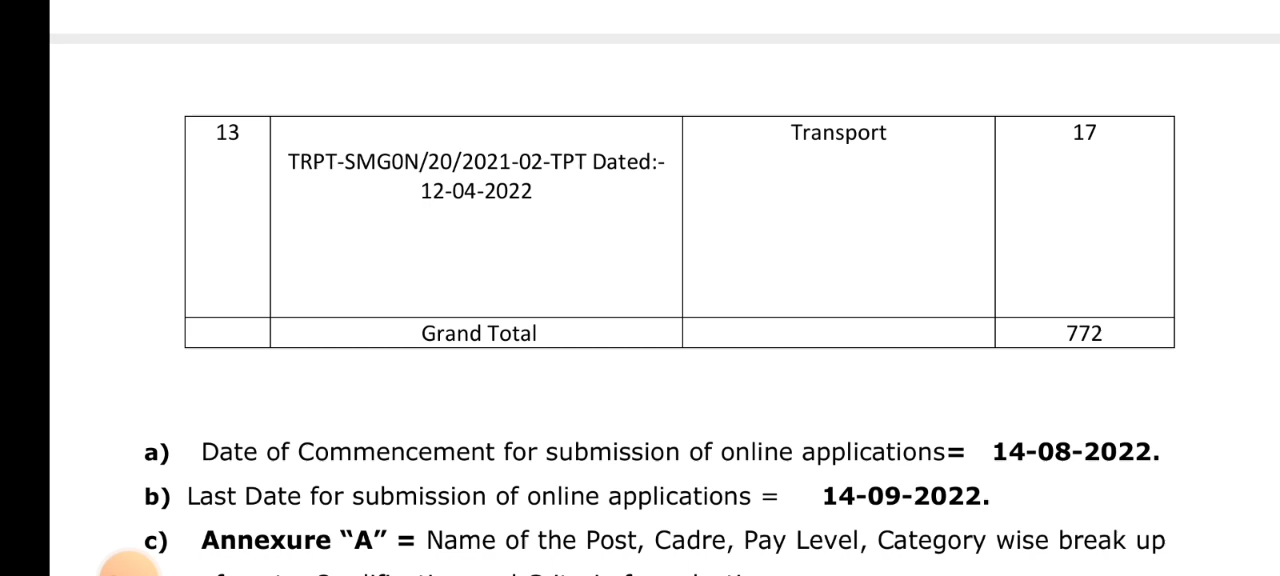 13 Transport 17
TRPT-SMG0N/20/2021-02-TPT Dated:-
12-04-2022
Grand Total 772
a) Date of Commencement for submission of online applications= 14-08-2022.
b) Last Date for submission of online applications = 14-09-2022.
c) Annexure “A” = Name of the Post, Cadre, Pay Level, Category wise break up